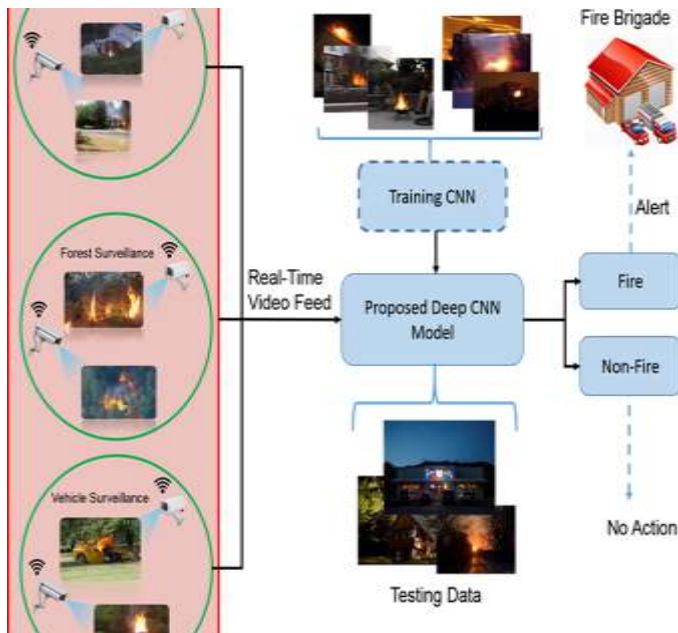 Fire Brigade
Training CNN
Alert
Forest Surveillance
Real-Time
Video Feed
Proposed Deep CNN
Model
Fire
Non-Fire
Vehicle Surveillance
No Action
Testing Data